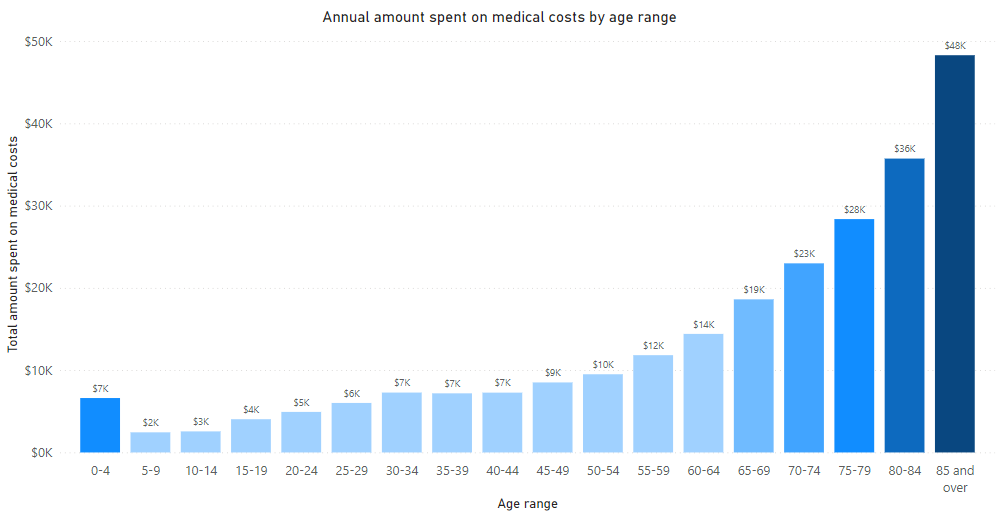 Annual amount spent on medical costs by age range
Total amount spent on medical costs
$50K
$40K
$30K
$20K
$10K
$0K
$7K
$2K
$3K
$4K
$5K
$6K
$7K
$7K
$7K
$9K
$10K
$12K
$14K
$19K
$23K
$28K
$36K
$48K
0-4 5-9 10-14 15-19 20-24 25-29 30-34 35-39 40-44 45-49 50-54 55-59 60-64 65-69 70-74 75-79 80-84 85 and
over
Age range